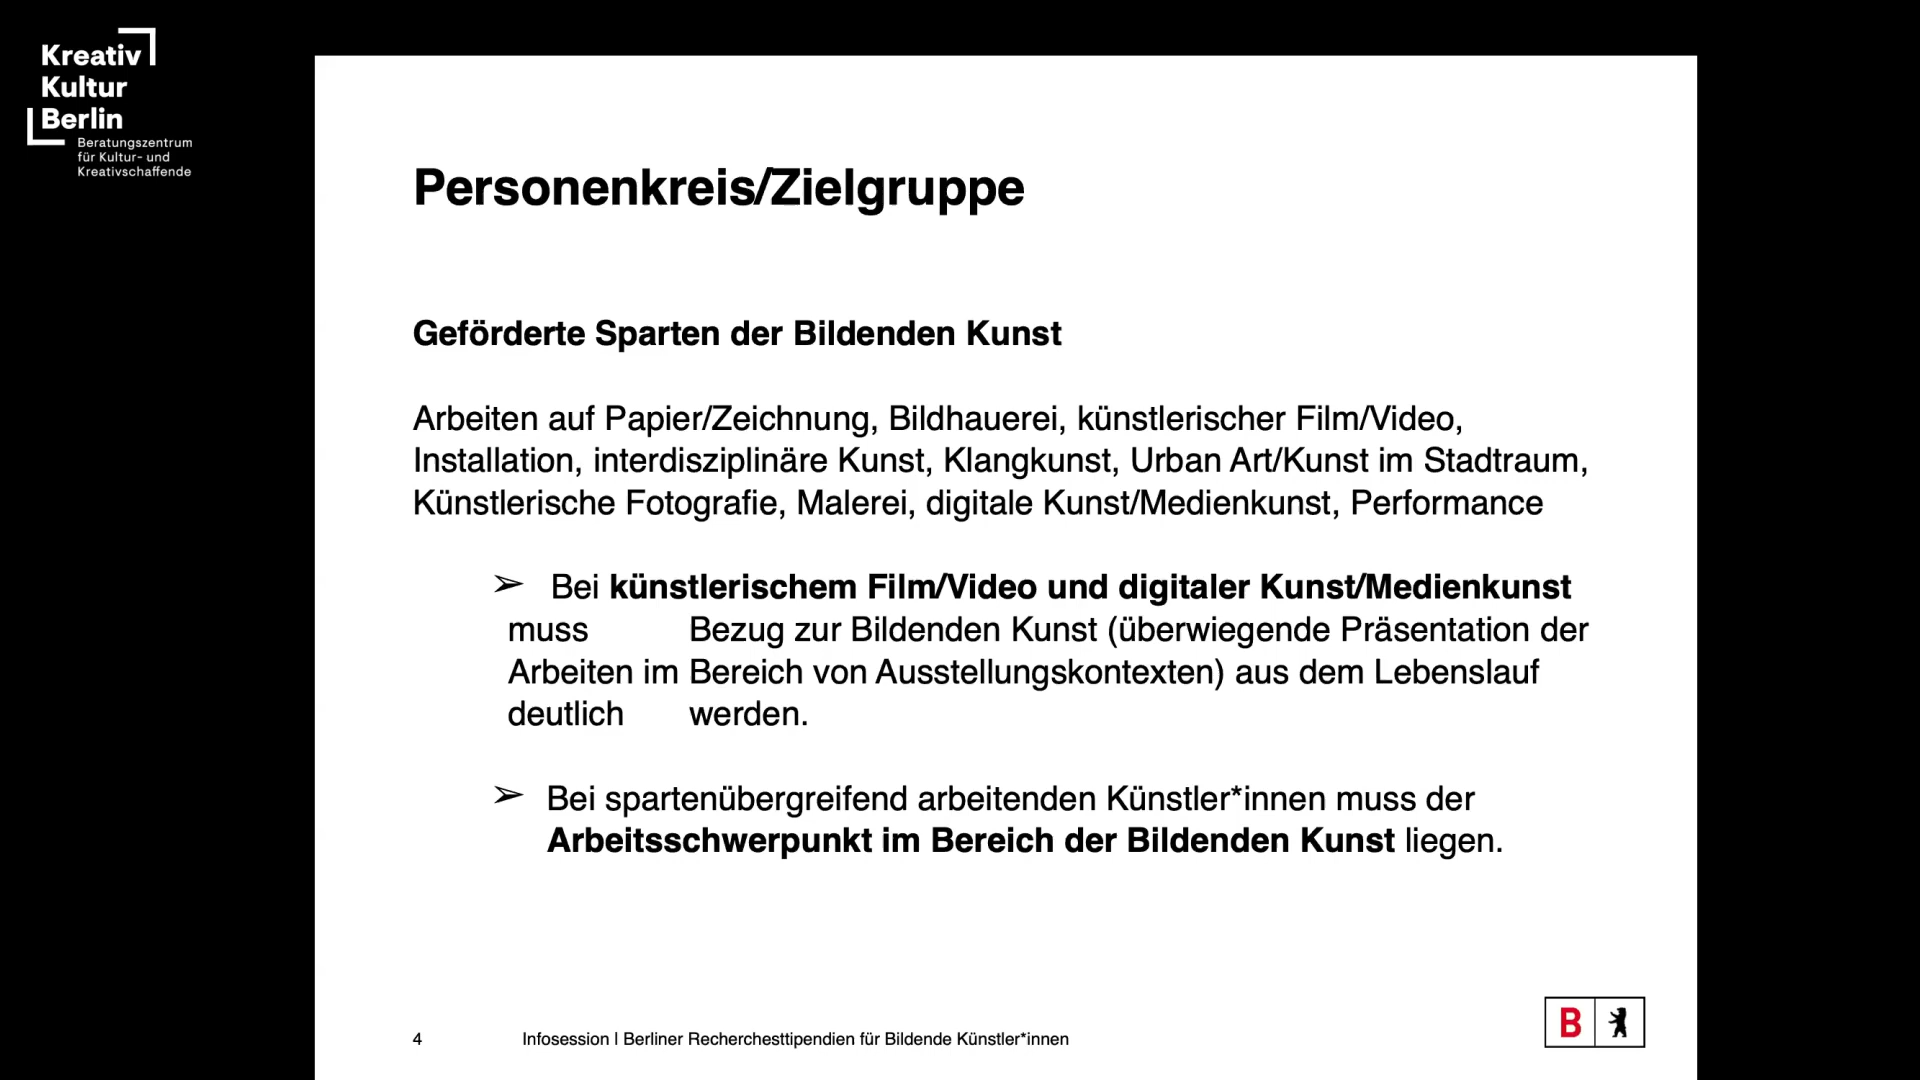 Kreativ
Kultur
Berlin
Beratungszentrum
für Kultur- und
Kreativschaffende
Personenkreis/Zielgruppe
Geförderte Sparten der Bildenden Kunst
Arbeiten auf Papier/Zeichnung, Bildhauerei, künstlerischer Film/Video,
Installation, interdisziplinäre Kunst, Klangkunst, Urban Art/Kunst im Stadtraum,
Künstlerische Fotografie, Malerei, digitale Kunst/Medienkunst, Performance
➢ Bei künstlerischem Film/Video und digitaler Kunst/Medienkunst
muss Bezug zur Bildenden Kunst (überwiegende Präsentation der
Arbeiten im Bereich von Ausstellungskontexten) aus dem Lebenslauf
deutlich werden.
➢ Bei spartenübergreifend arbeitenden Künstler*innen muss der
Arbeitsschwerpunkt im Bereich der Bildenden Kunst liegen.
4 Infosession I Berliner Recherchesttipendien für Bildende Künstler*innen
B